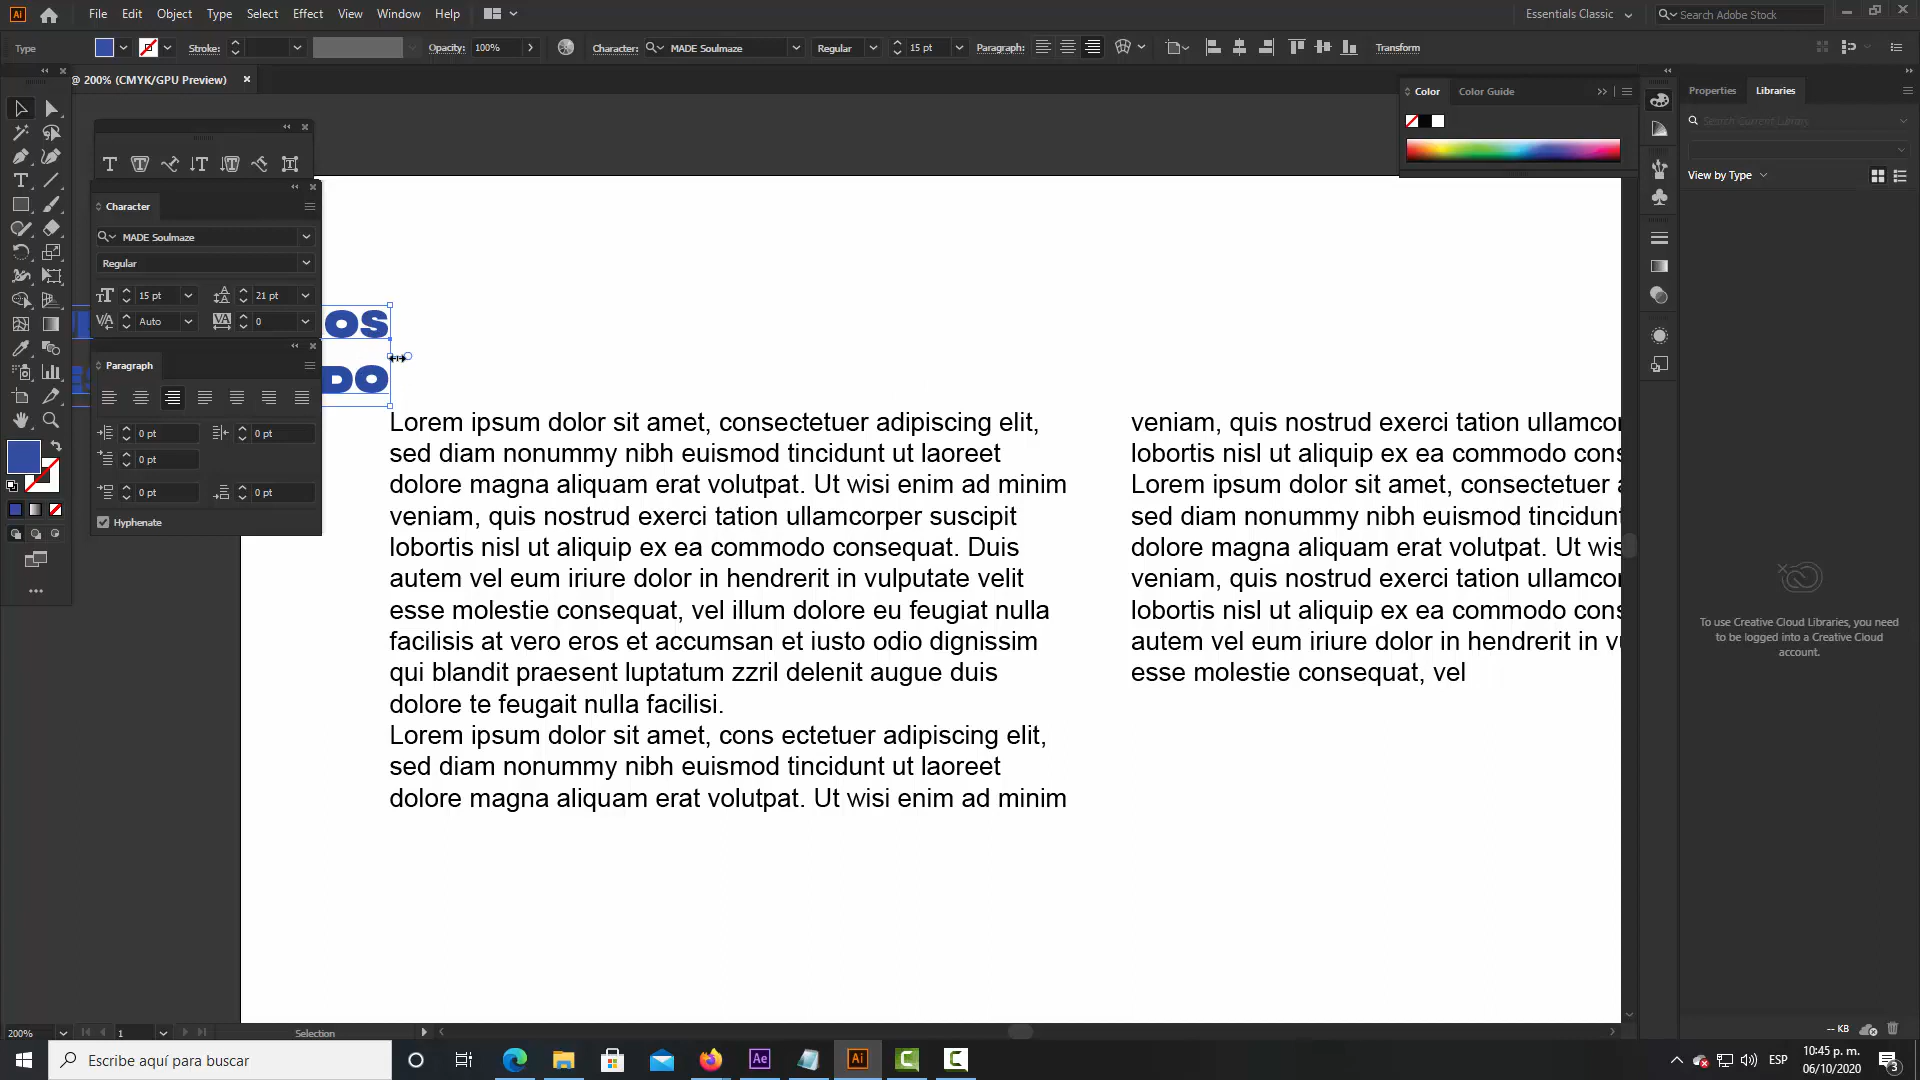 Ai File Edit Object Type Select Effect View Window Help Essentials Classic Search Adobe Stock
Type Stroke: Opacity: 100% Character: MADE Soulmaze Regular 15 pt Paragraph: Transform
@ 200% (CMYK/GPU Preview)
Color Color Guide
Properties Libraries
Search Current Library
View by Type
Character
MADE Soulmaze
Regular
15 pt 21 pt
Auto 0
OS
DO
Paragraph
0 pt 0 pt
0 pt
0 pt 0 pt
Hyphenate
Lorem ipsum dolor sit amet, consectetuer adipiscing elit,
sed diam nonummy nibh euismod tincidunt ut laoreet
dolore magna aliquam erat volutpat. Ut wisi enim ad minim
veniam, quis nostrud exerci tation ullamcorper suscipit
lobortis nisl ut aliquip ex ea commodo consequat. Duis
autem vel eum iriure dolor in hendrerit in vulputate velit
esse molestie consequat, vel illum dolore eu feugiat nulla
facilisis at vero eros et accumsan et iusto odio dignissim
qui blandit praesent luptatum zzril delenit augue duis
dolore te feugait nulla facilisi.
Lorem ipsum dolor sit amet, cons ectetuer adipiscing elit,
sed diam nonummy nibh euismod tincidunt ut laoreet
dolore magna aliquam erat volutpat. Ut wisi enim ad minim
veniam, quis nostrud exerci tation ullamcor
lobortis nisl ut aliquip ex ea commodo cons
Lorem ipsum dolor sit amet, consectetuer a
sed diam nonummy nibh euismod tincidunt
dolore magna aliquam erat volutpat. Ut wis
veniam, quis nostrud exerci tation ullamcor
lobortis nisl ut aliquip ex ea commodo cons
autem vel eum iriure dolor in hendrerit in v
esse molestie consequat, vel
To use Creative Cloud Libraries, you need
to be logged into a Creative Cloud
account.
-- KB
200% 1 Selection
Escribe aquí para buscar
Ae Ai
ESP
10:45 p. m.
06/10/2020
3